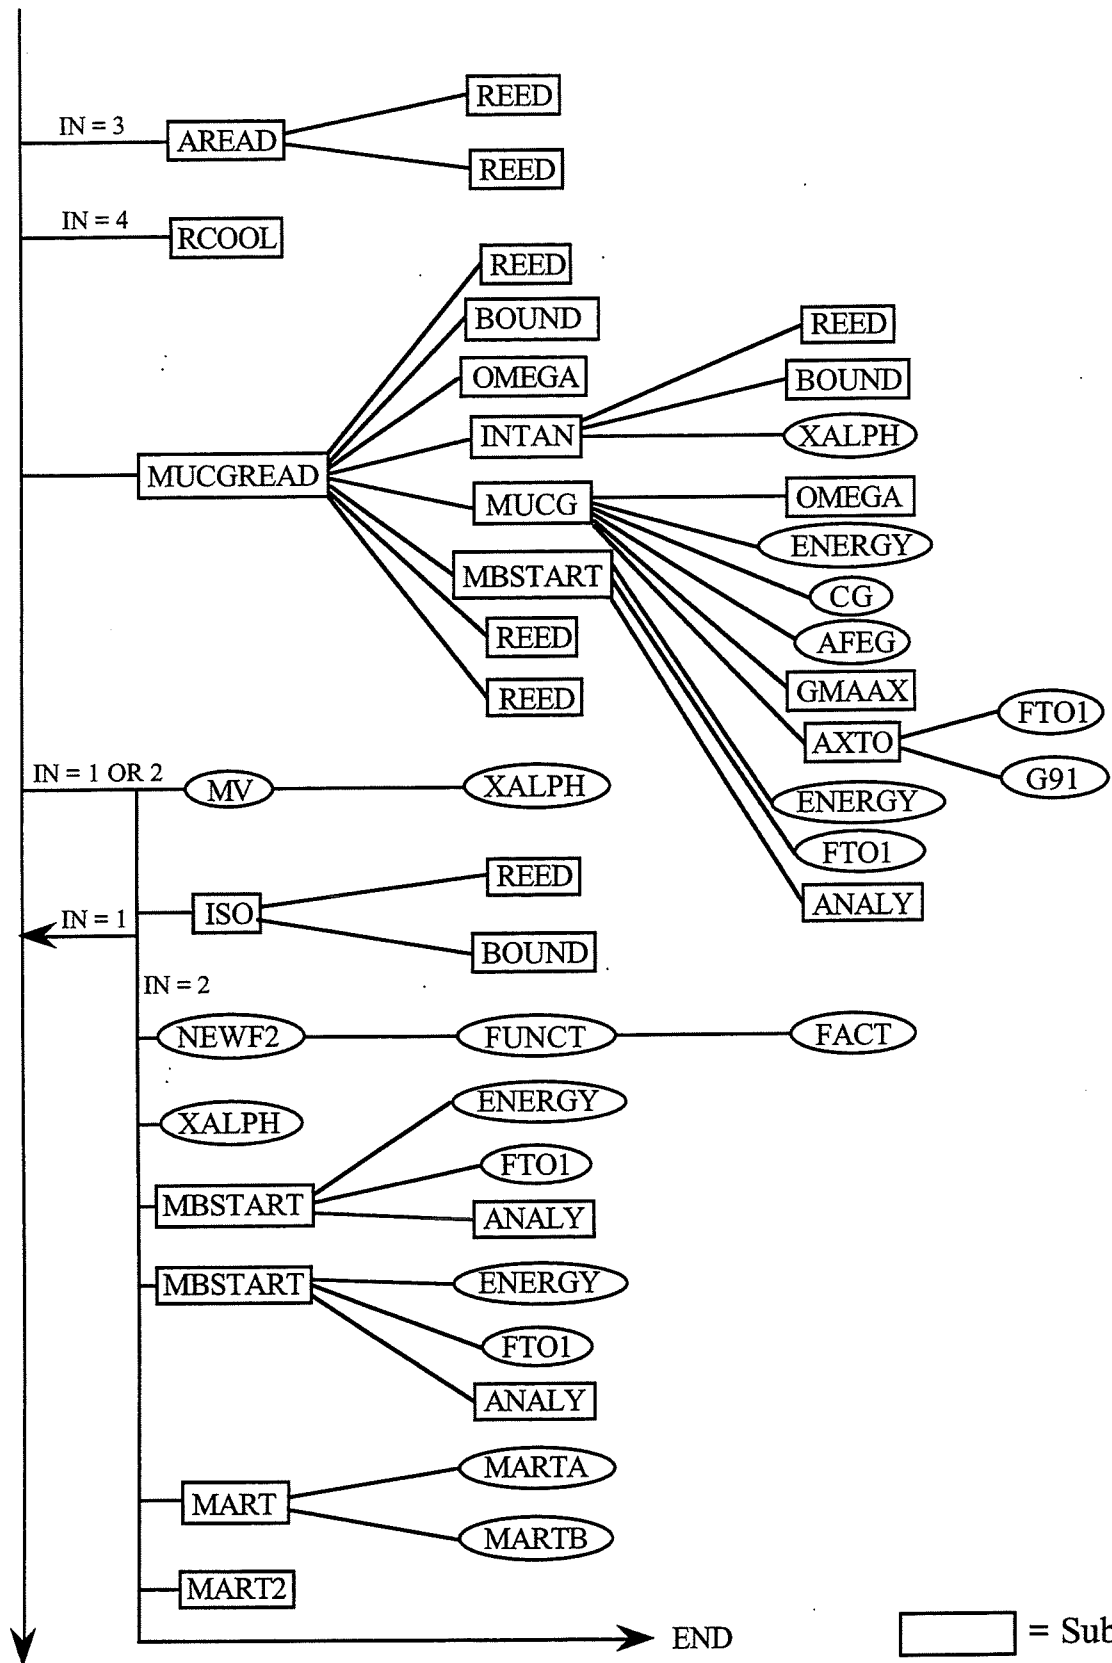 REED
IN = 3
AREAD
REED
IN = 4
RCOOL
REED
BOUND
REED
OMEGA
BOUND
INTAN
XALPH
MUCGREAD
MUCG
OMEGA
ENERGY
MBSTART
CG
REED
AFEG
REED
GMAAX
FTO1
AXTO
IN = 1 OR 2
MV
XALPH
G91
ENERGY
FTO1
REED
ANALY
IN = 1
ISO
BOUND
IN = 2
NEWF2
FUNCT
FACT
XALPH
ENERGY
FTO1
MBSTART
ANALY
MBSTART
ENERGY
FTO1
ANALY
MARTA
MART
MARTB
MART2
END
= Sub